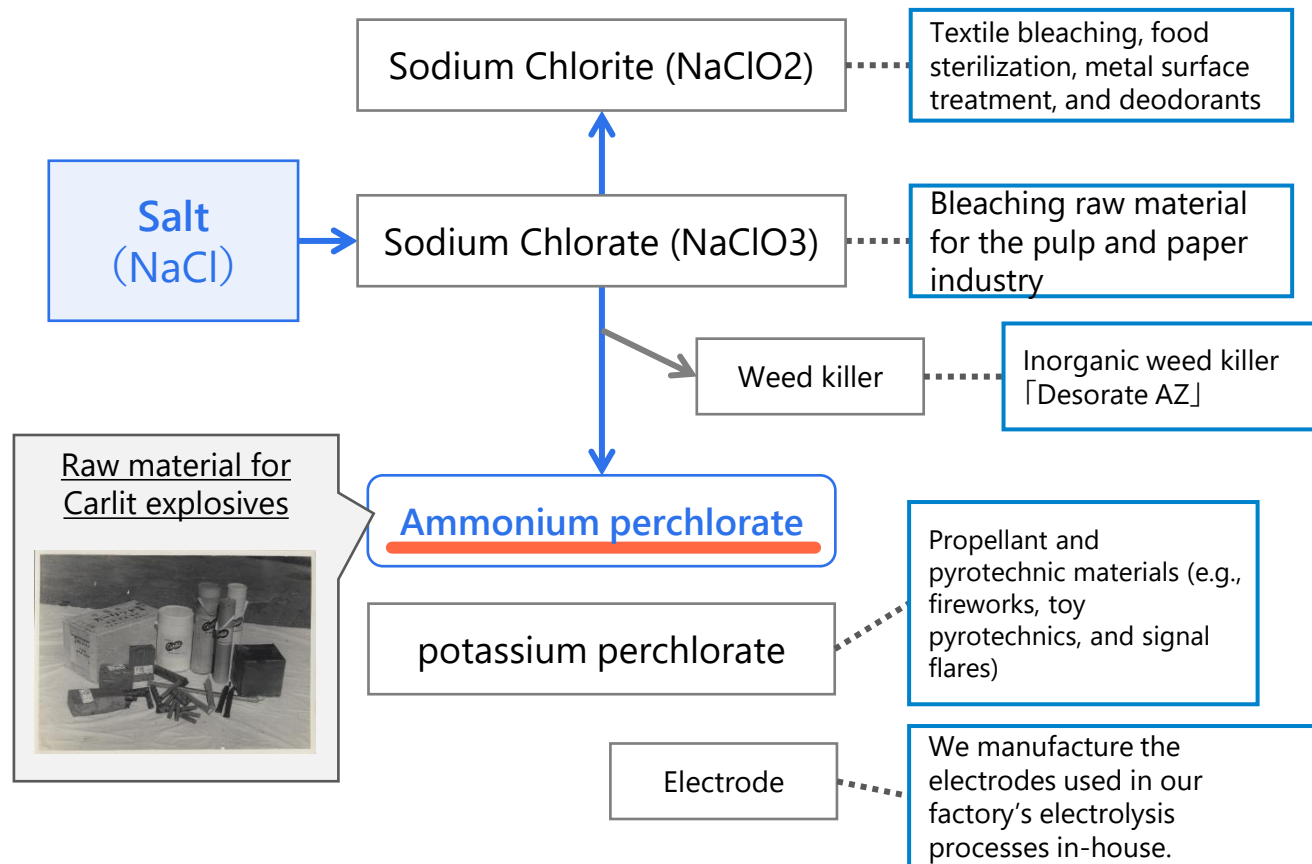 Sodium Chlorite (NaClO2)
Textile bleaching, food
sterilization, metal surface
treatment, and deodorants
Salt
（NaCl）
Sodium Chlorate (NaClO3)
Bleaching raw material
for the pulp and paper
industry
Weed killer
Inorganic weed killer
「Desorate AZ」
Raw material for
Carlit explosives
Ammonium perchlorate
Propellant and
pyrotechnic materials (e.g.,
fireworks, toy
pyrotechnics, and signal
flares)
potassium perchlorate
Electrode
We manufacture the
electrodes used in our
factory’s electrolysis
processes in-house.